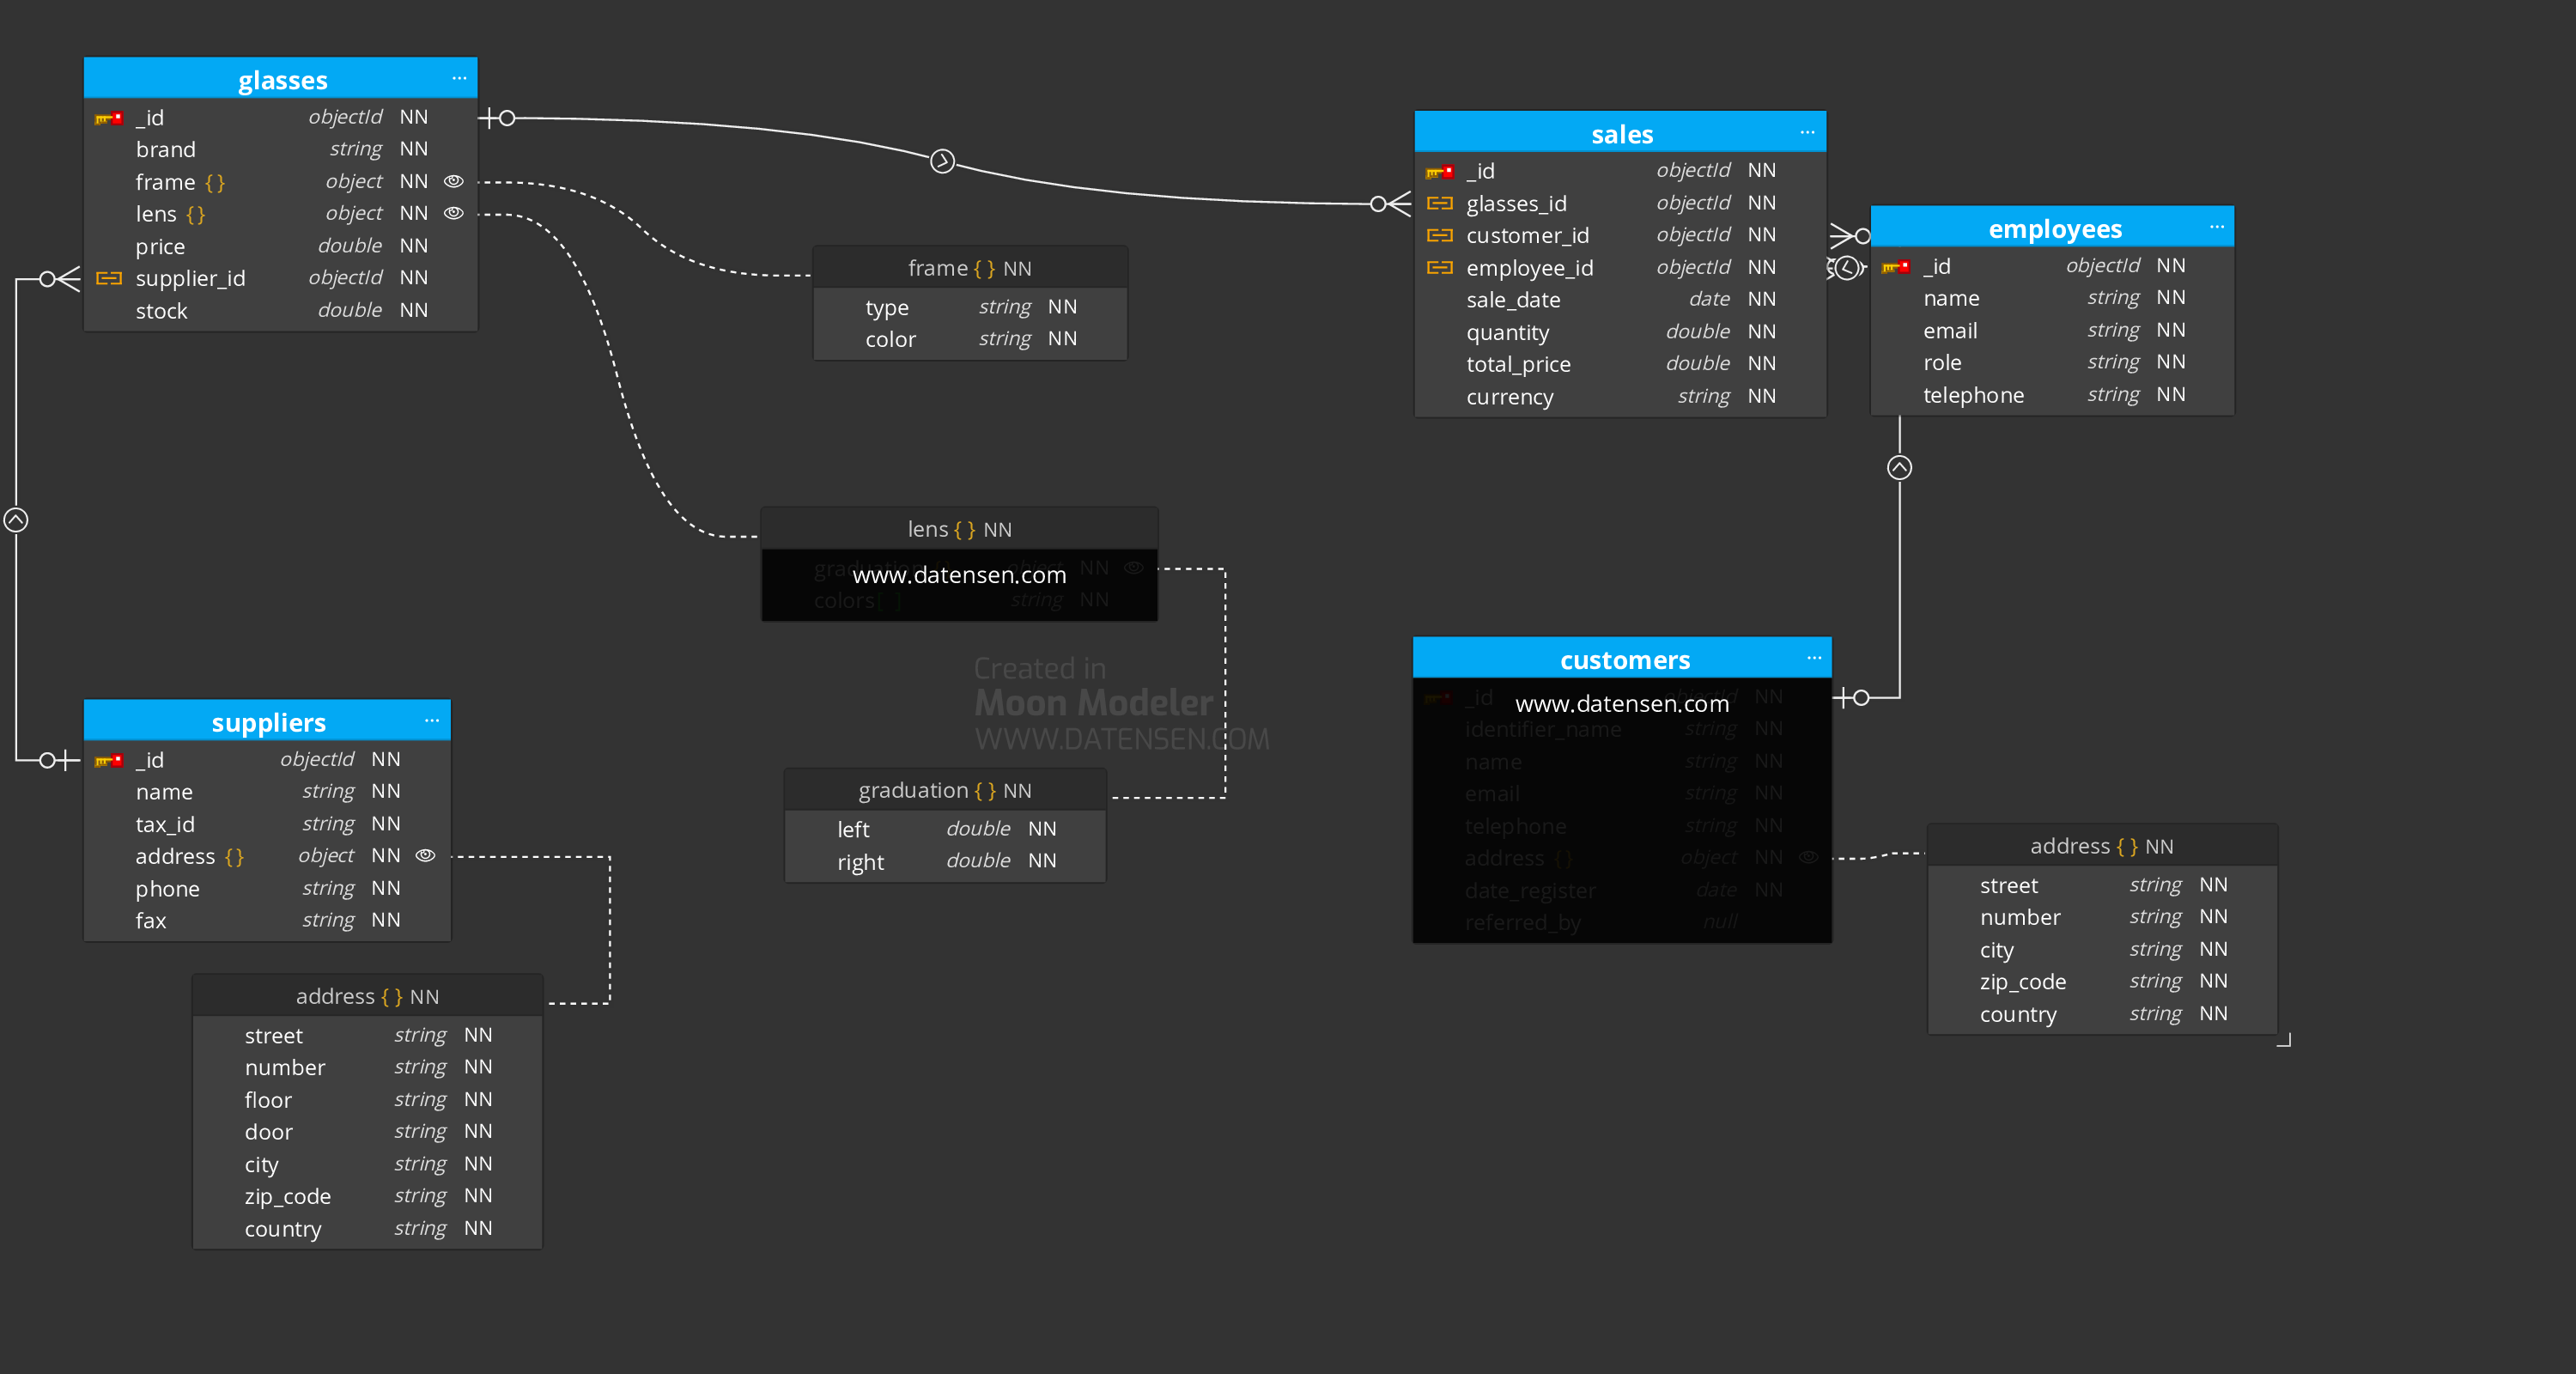 glasses ...
_id objectId NN
brand string NN
frame {} object NN
lens {} object NN
price double NN
supplier_id objectId NN
stock double NN
sales ...
_id objectId NN
glasses_id objectId NN
customer_id objectId NN
employee_id objectId NN
sale_date date NN
quantity double NN
total_price double NN
currency string NN
employees ...
_id objectId NN
name string NN
email string NN
role string NN
telephone string NN
frame {} NN
type string NN
color string NN
lens {} NN
graduation {} object NN
www.datensen.com
colors[ ] string NN
Created in
Moon Modeler
WWW.DATENSEN.COM
graduation {} NN
left double NN
right double NN
suppliers ...
_id objectId NN
name string NN
tax_id string NN
address {} object NN
phone string NN
fax string NN
address {} NN
street string NN
number string NN
floor string NN
door string NN
city string NN
zip_code string NN
country string NN
customers ...
_id objectId NN
www.datensen.com
identifier_name string NN
name string NN
email string NN
telephone string NN
address {} object NN
date_register date NN
referred_by null
address {} NN
street string NN
number string NN
city string NN
zip_code string NN
country string NN